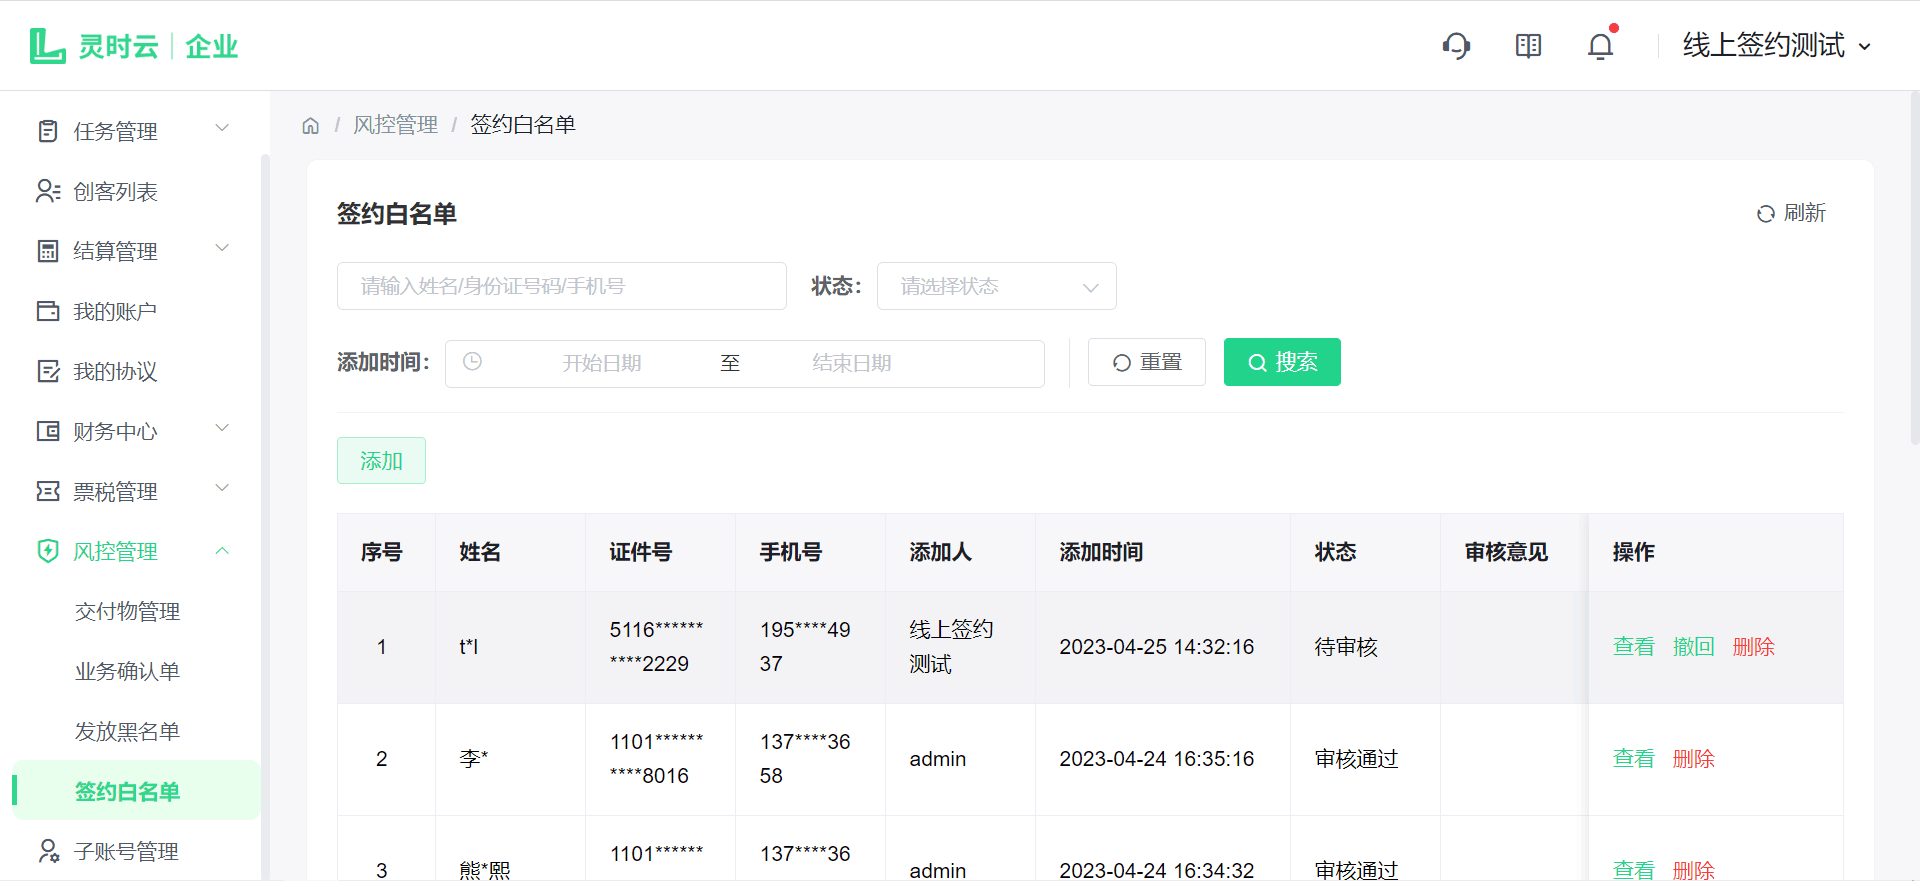 灵时云 企业
线上签约测试
任务管理
创客列表
结算管理
我的账户
我的协议
财务中心
票税管理
风控管理
交付物管理
业务确认单
发放黑名单
签约白名单
子账号管理
/ 风控管理 / 签约白名单
签约白名单
刷新
请输入姓名/身份证号码/手机号
状态：
请选择状态
添加时间：
开始日期 至 结束日期
重置
搜索
添加
序号 姓名 证件号 手机号 添加人 添加时间 状态 审核意见 操作
1 t*l 5116****** ****2229 195****49 37 线上签约 测试 2023-04-25 14:32:16 待审核 查看 撤回 删除
2 李* 1101****** ****8016 137****36 58 admin 2023-04-24 16:35:16 审核通过 查看 删除
3 熊*熙 1101****** 137****36 admin 2023-04-24 16:34:32 审核通过 查看 删除